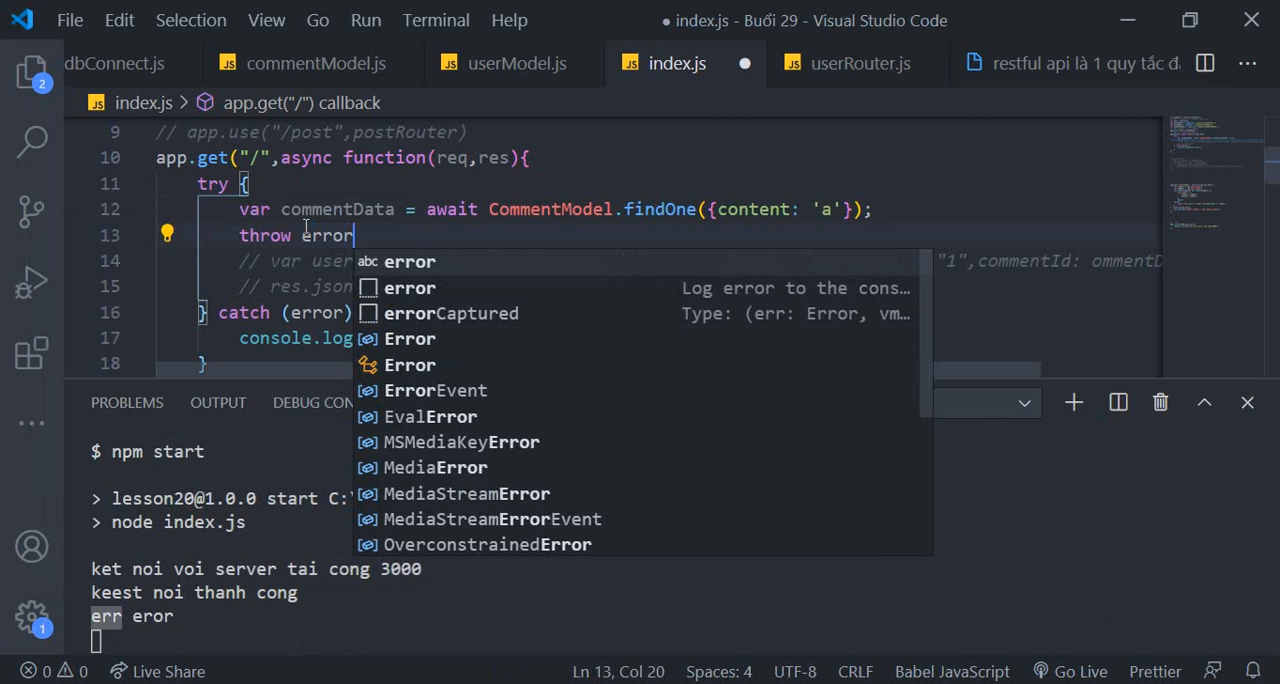 File Edit Selection View Go Run Terminal Help ● index.js - Buổi 29 - Visual Studio Code
dbConnect.js JS commentModel.js JS userModel.js JS index.js ● JS userRouter.js restful api là 1 quy tắc đ
JS index.js > app.get("/") callback
9 // app.use("/post",postRouter)
10 app.get("/",async function(req,res){
11 try {
12 var commentData = await CommentModel.findOne({content: 'a'});
13 throw error
14 // var user "1",commentId: ommentD
15 // res.json
16 } catch (error)
17 console.log
18 }
abc error
error Log error to the cons…
errorCaptured Type: (err: Error, vm…
Error
Error
ErrorEvent
EvalError
MSMediaKeyError
MediaError
MediaStreamError
MediaStreamErrorEvent
OverconstrainedError
PROBLEMS OUTPUT DEBUG CON
$ npm start
> lesson20@1.0.0 start C:\
> node index.js
ket noi voi server tai cong 3000
keest noi thanh cong
err eror
2
1
0 0 Live Share Ln 13, Col 20 Spaces: 4 UTF-8 CRLF Babel JavaScript Go Live Prettier